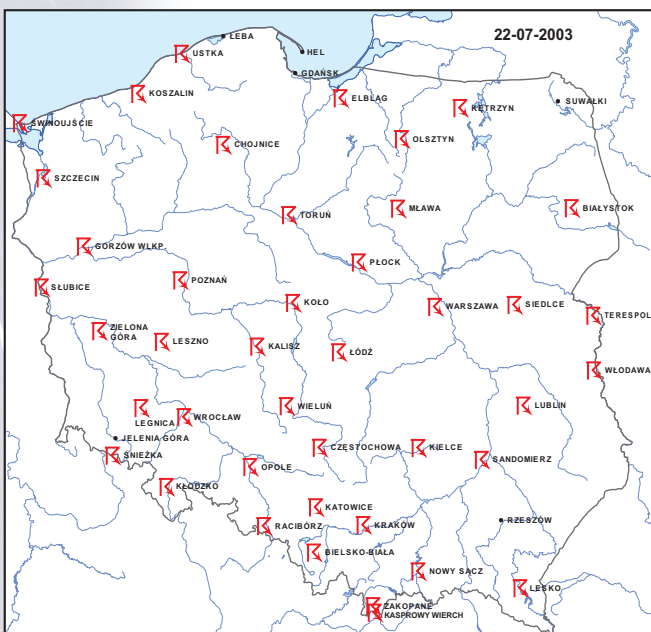 22-07-2003
ŁEBA
HEL
USTKA
GDAŃSK
KOSZALIN
ELBLĄG
KĘTRZYN
SUWAŁKI
ŚWINOUJŚCIE
CHOJNICE
OLSZTYN
SZCZECIN
TORUŃ
MŁAWA
BIAŁYSTOK
GORZÓW WLKP.
PŁOCK
SŁUBICE
POZNAŃ
KOŁO
WARSZAWA
SIEDLCE
TERESPOL
ZIELONA
GÓRA
LESZNO
KALISZ
ŁÓDŹ
WŁODAWA
LEGNICA
WROCŁAW
WIELUŃ
LUBLIN
JELENIA GÓRA
ŚNIEŻKA
CZĘSTOCHOWA
KIELCE
SANDOMIERZ
OPOLE
KŁODZKO
KATOWICE
RACIBÓRZ
KRAKÓW
RZESZÓW
BIELSKO-BIAŁA
NOWY SĄCZ
LESKO
ZAKOPANE
KASPROWY WIERCH